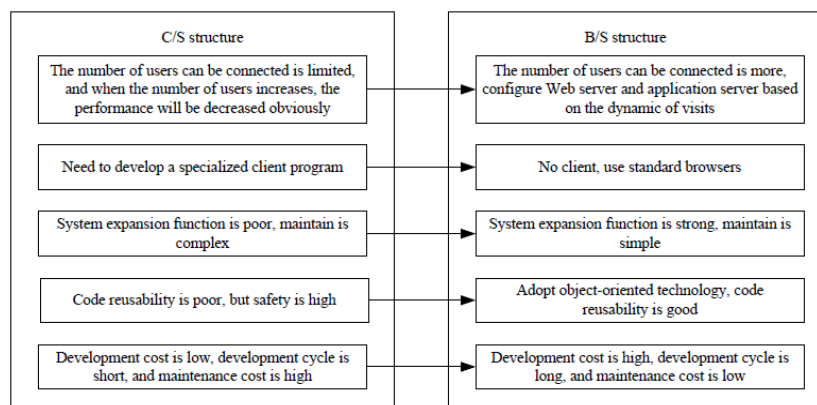 C/S structure
The number of users can be connected is limited,
and when the number of users increases, the
performance will be decreased obviously
Need to develop a specialized client program
System expansion function is poor, maintain is
complex
Code reusability is poor, but safety is high
Development cost is low, development cycle is
short, and maintenance cost is high
B/S structure
The number of users can be connected is more,
configure Web server and application server based
on the dynamic of visits
No client, use standard browsers
System expansion function is strong, maintain is
simple
Adopt object-oriented technology, code
reusability is good
Development cost is high, development cycle is
long, and maintenance cost is low